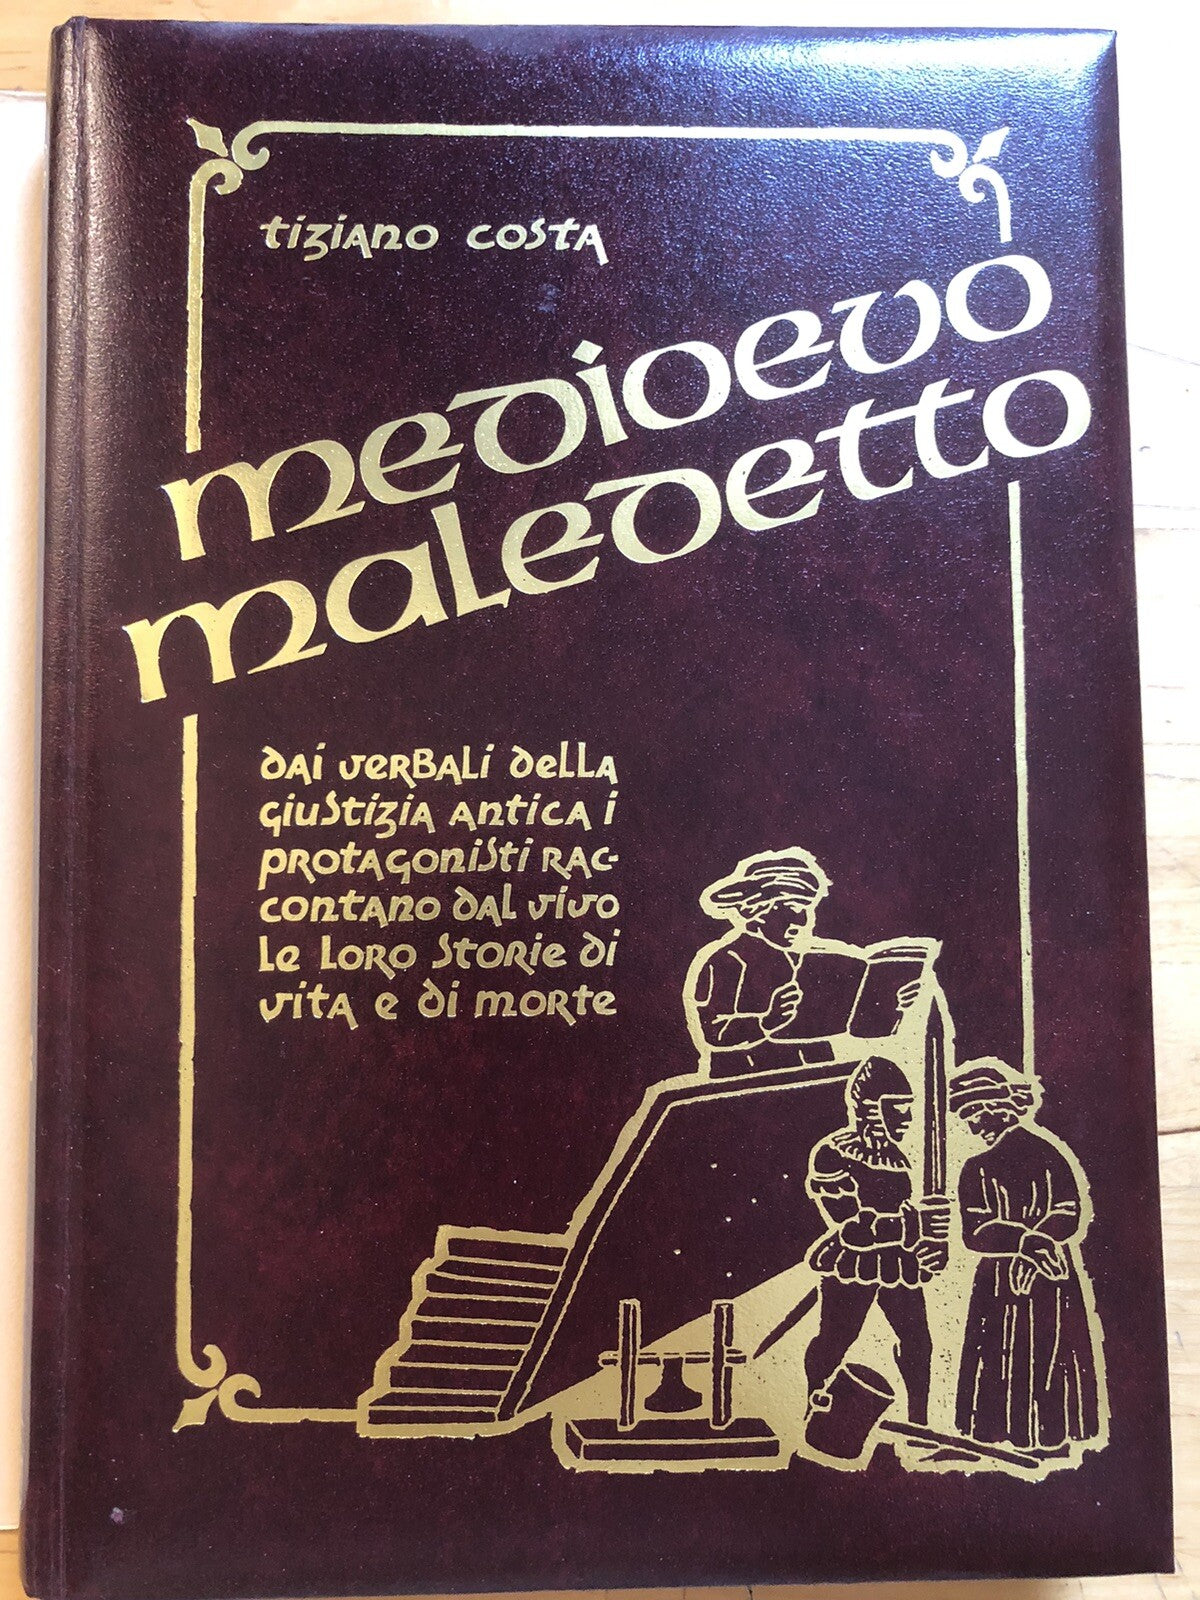 tiziano costa
medioevo
maledetto
dai verbali della
giustizia antica i
protagonisti rac-
contano dal vivo
le loro storie di
vita e di morte